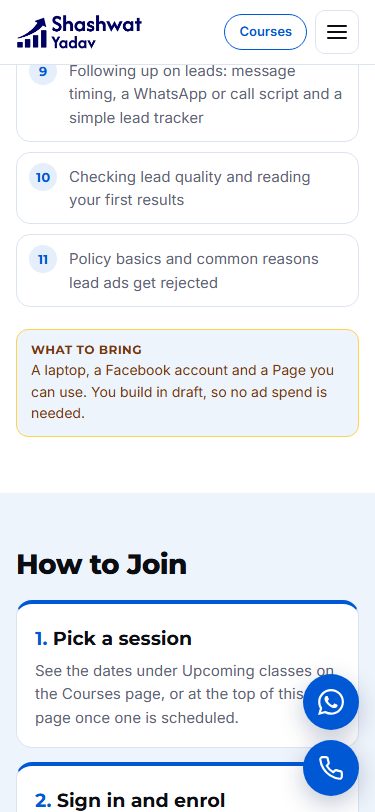 Shashwat
Yadav
Courses
9
Following up on leads: message
timing, a WhatsApp or call script and a
simple lead tracker
10
Checking lead quality and reading
your first results
11
Policy basics and common reasons
lead ads get rejected
WHAT TO BRING
A laptop, a Facebook account and a Page you
can use. You build in draft, so no ad spend is
needed.
How to Join
1. Pick a session
See the dates under Upcoming classes on
the Courses page, or at the top of this
page once one is scheduled.
2. Sign in and enrol